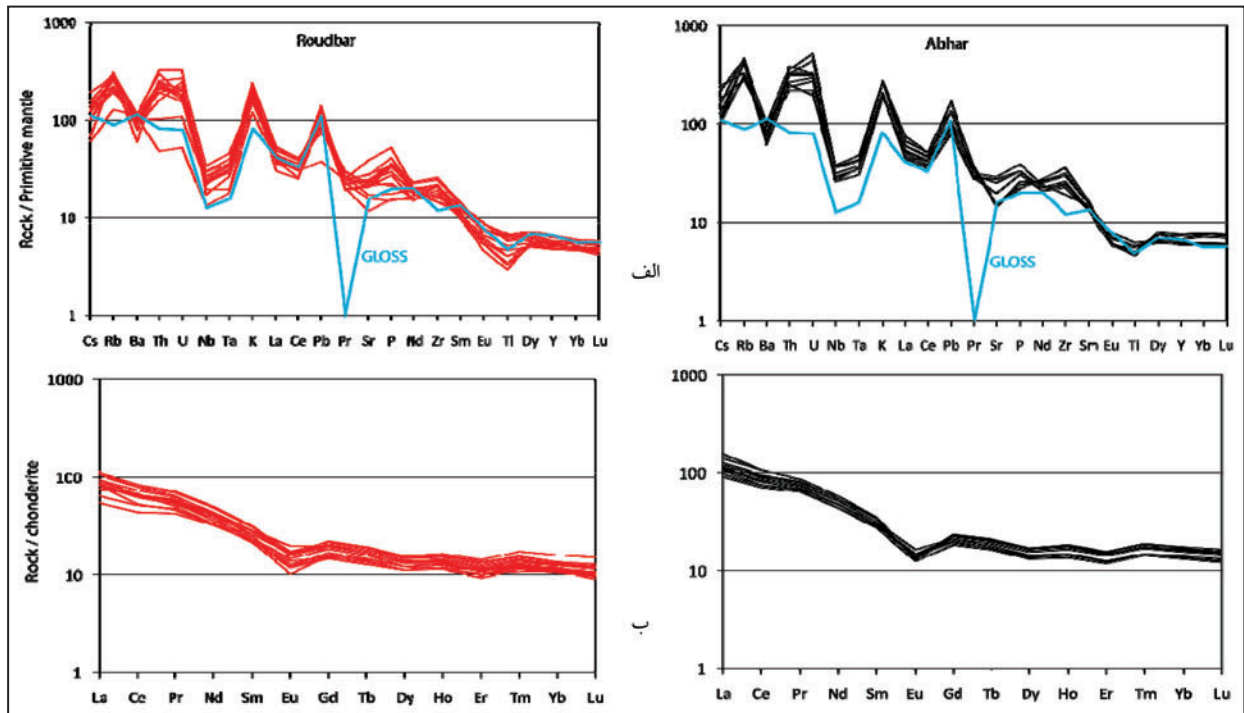 Roudbar
Rock / Primitive mantle
1000
100
10
1
GLOSS
Cs Rb Ba Th U Nb Ta K La Ce Pb Pr Sr P Nd Zr Sm Eu Ti Dy Y Yb Lu
Abhar
1000
100
10
1
GLOSS
Cs Rb Ba Th U Nb Ta K La Ce Pb Pr Sr P Nd Zr Sm Eu Ti Dy Y Yb Lu
الف
Rock / chonderite
1000
100
10
1
La Ce Pr Nd Sm Eu Gd Tb Dy Ho Er Tm Yb Lu
1000
100
10
1
La Ce Pr Nd Sm Eu Gd Tb Dy Ho Er Tm Yb Lu
ب